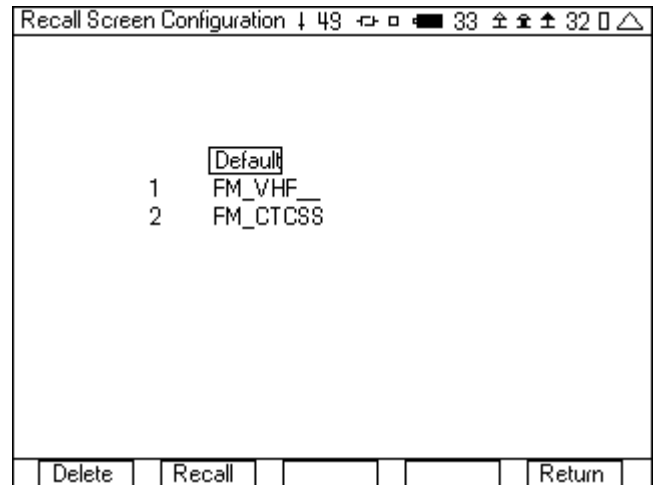 Recall Screen Configuration ↓ 49 33 32
Default
1 FM_VHF__
2 FM_CTCSS
Delete Recall Return